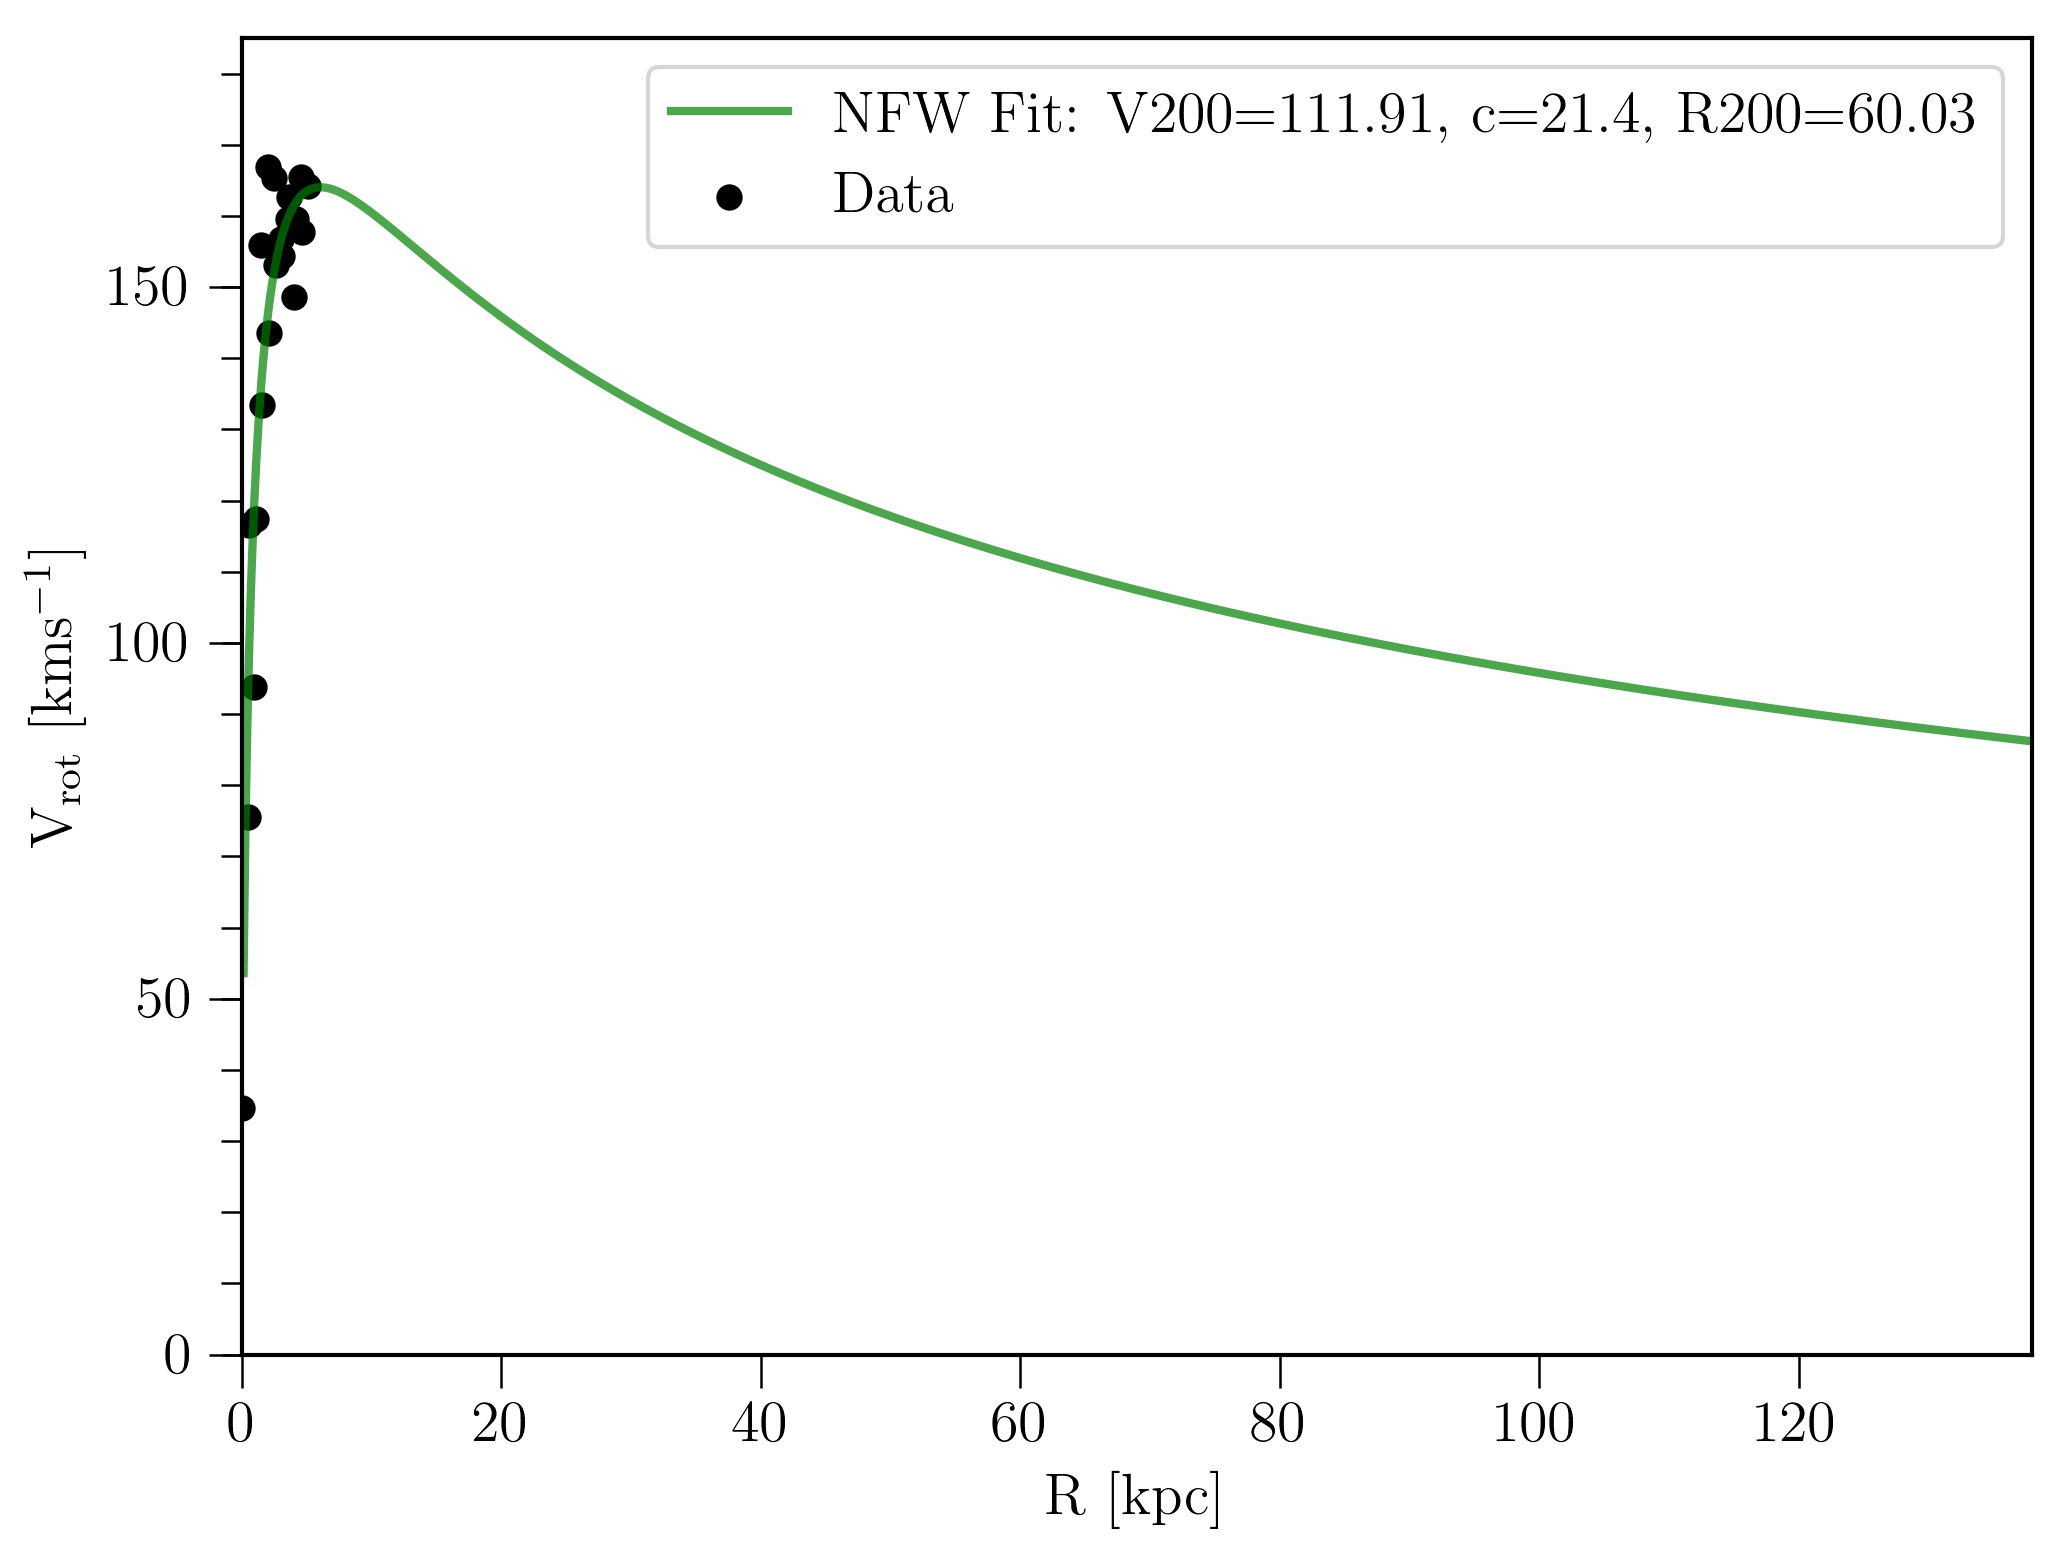 NFW Fit: V200=111.91, c=21.4, R200=60.03
Data
150
100
50
0
V_rot [kms⁻¹]
0 20 40 60 80 100 120
R [kpc]